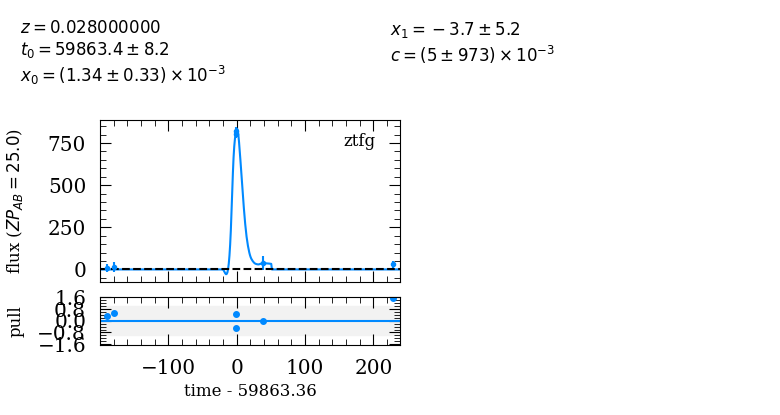 z = 0.028000000
t₀ = 59863.4 ± 8.2
x₀ = (1.34 ± 0.33) × 10⁻³
x₁ = −3.7 ± 5.2
c = (5 ± 973) × 10⁻³
ztfg
flux (ZP_AB = 25.0)
750
500
250
0
pull
1.6
0.8
0.0
−0.8
−1.6
−100 0 100 200
time - 59863.36